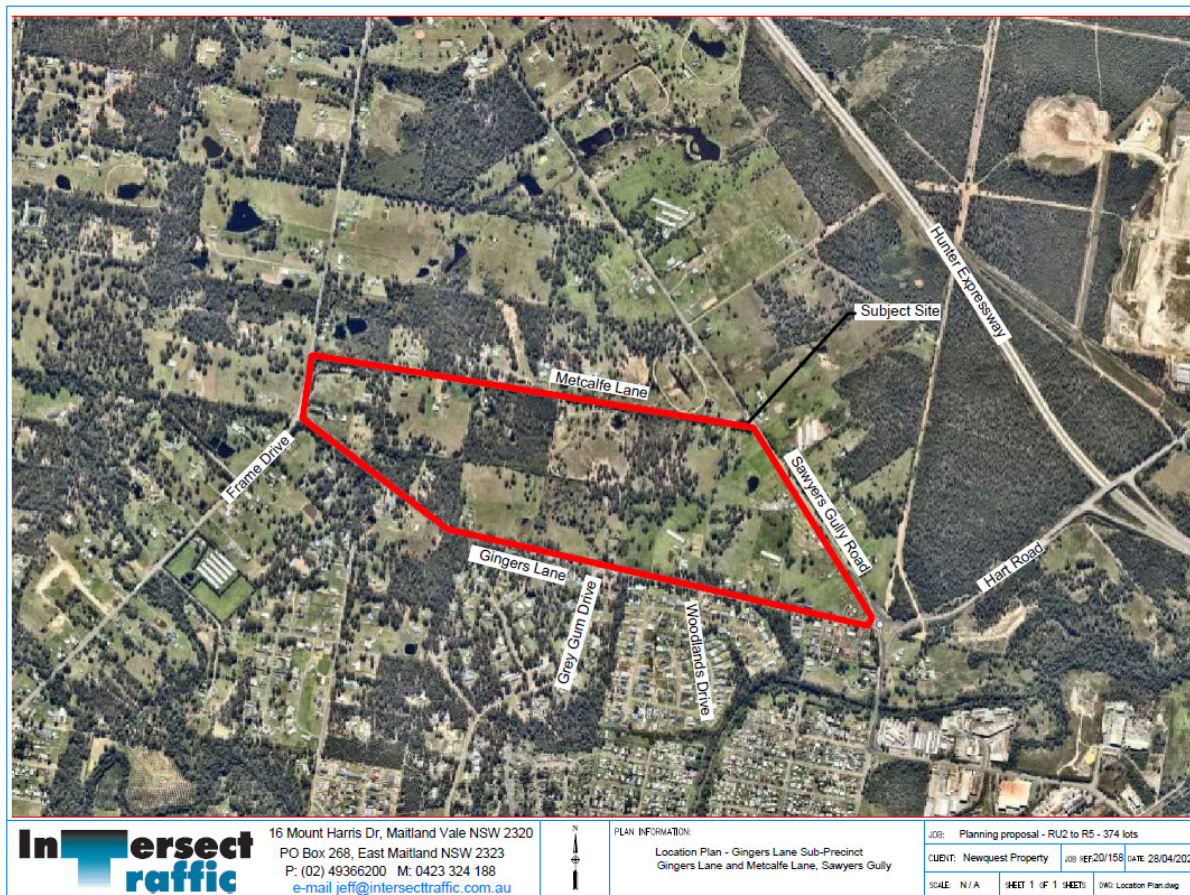 Hunter Expressway
Subject Site
Metcalfe Lane
Frame Drive
Sawyers Gully Road
Hart Road
Gingers Lane
Grey Gum Drive
Woodlands Drive
Intersect
traffic
16 Mount Harris Dr, Maitland Vale NSW 2320
PO Box 268, East Maitland NSW 2323
P: (02) 49366200 M: 0423 324 188
e-mail jeff@intersecttraffic.com.au
N
PLAN INFORMATION:
Location Plan - Gingers Lane Sub-Precinct
Gingers Lane and Metcalfe Lane, Sawyers Gully
JOB: Planning proposal - RU2 to R5 - 374 lots
CLIENT: Newquest Property JOB REF:20/158 DATE: 28/04/202
SCALE: N / A SHEET 1 OF 1 SHEETS DWG: Location Plan.dwg